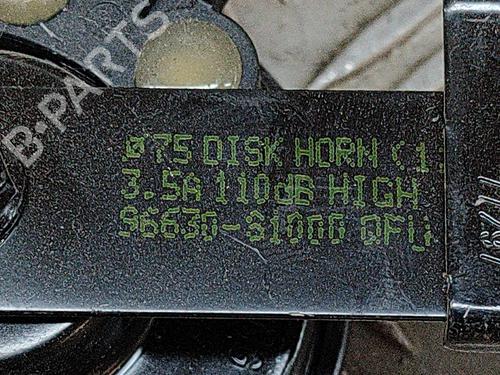 B-PARTS
Ø75 DISK HORN (1
3.5A 110dB HIGH
96630-S1000 QFU